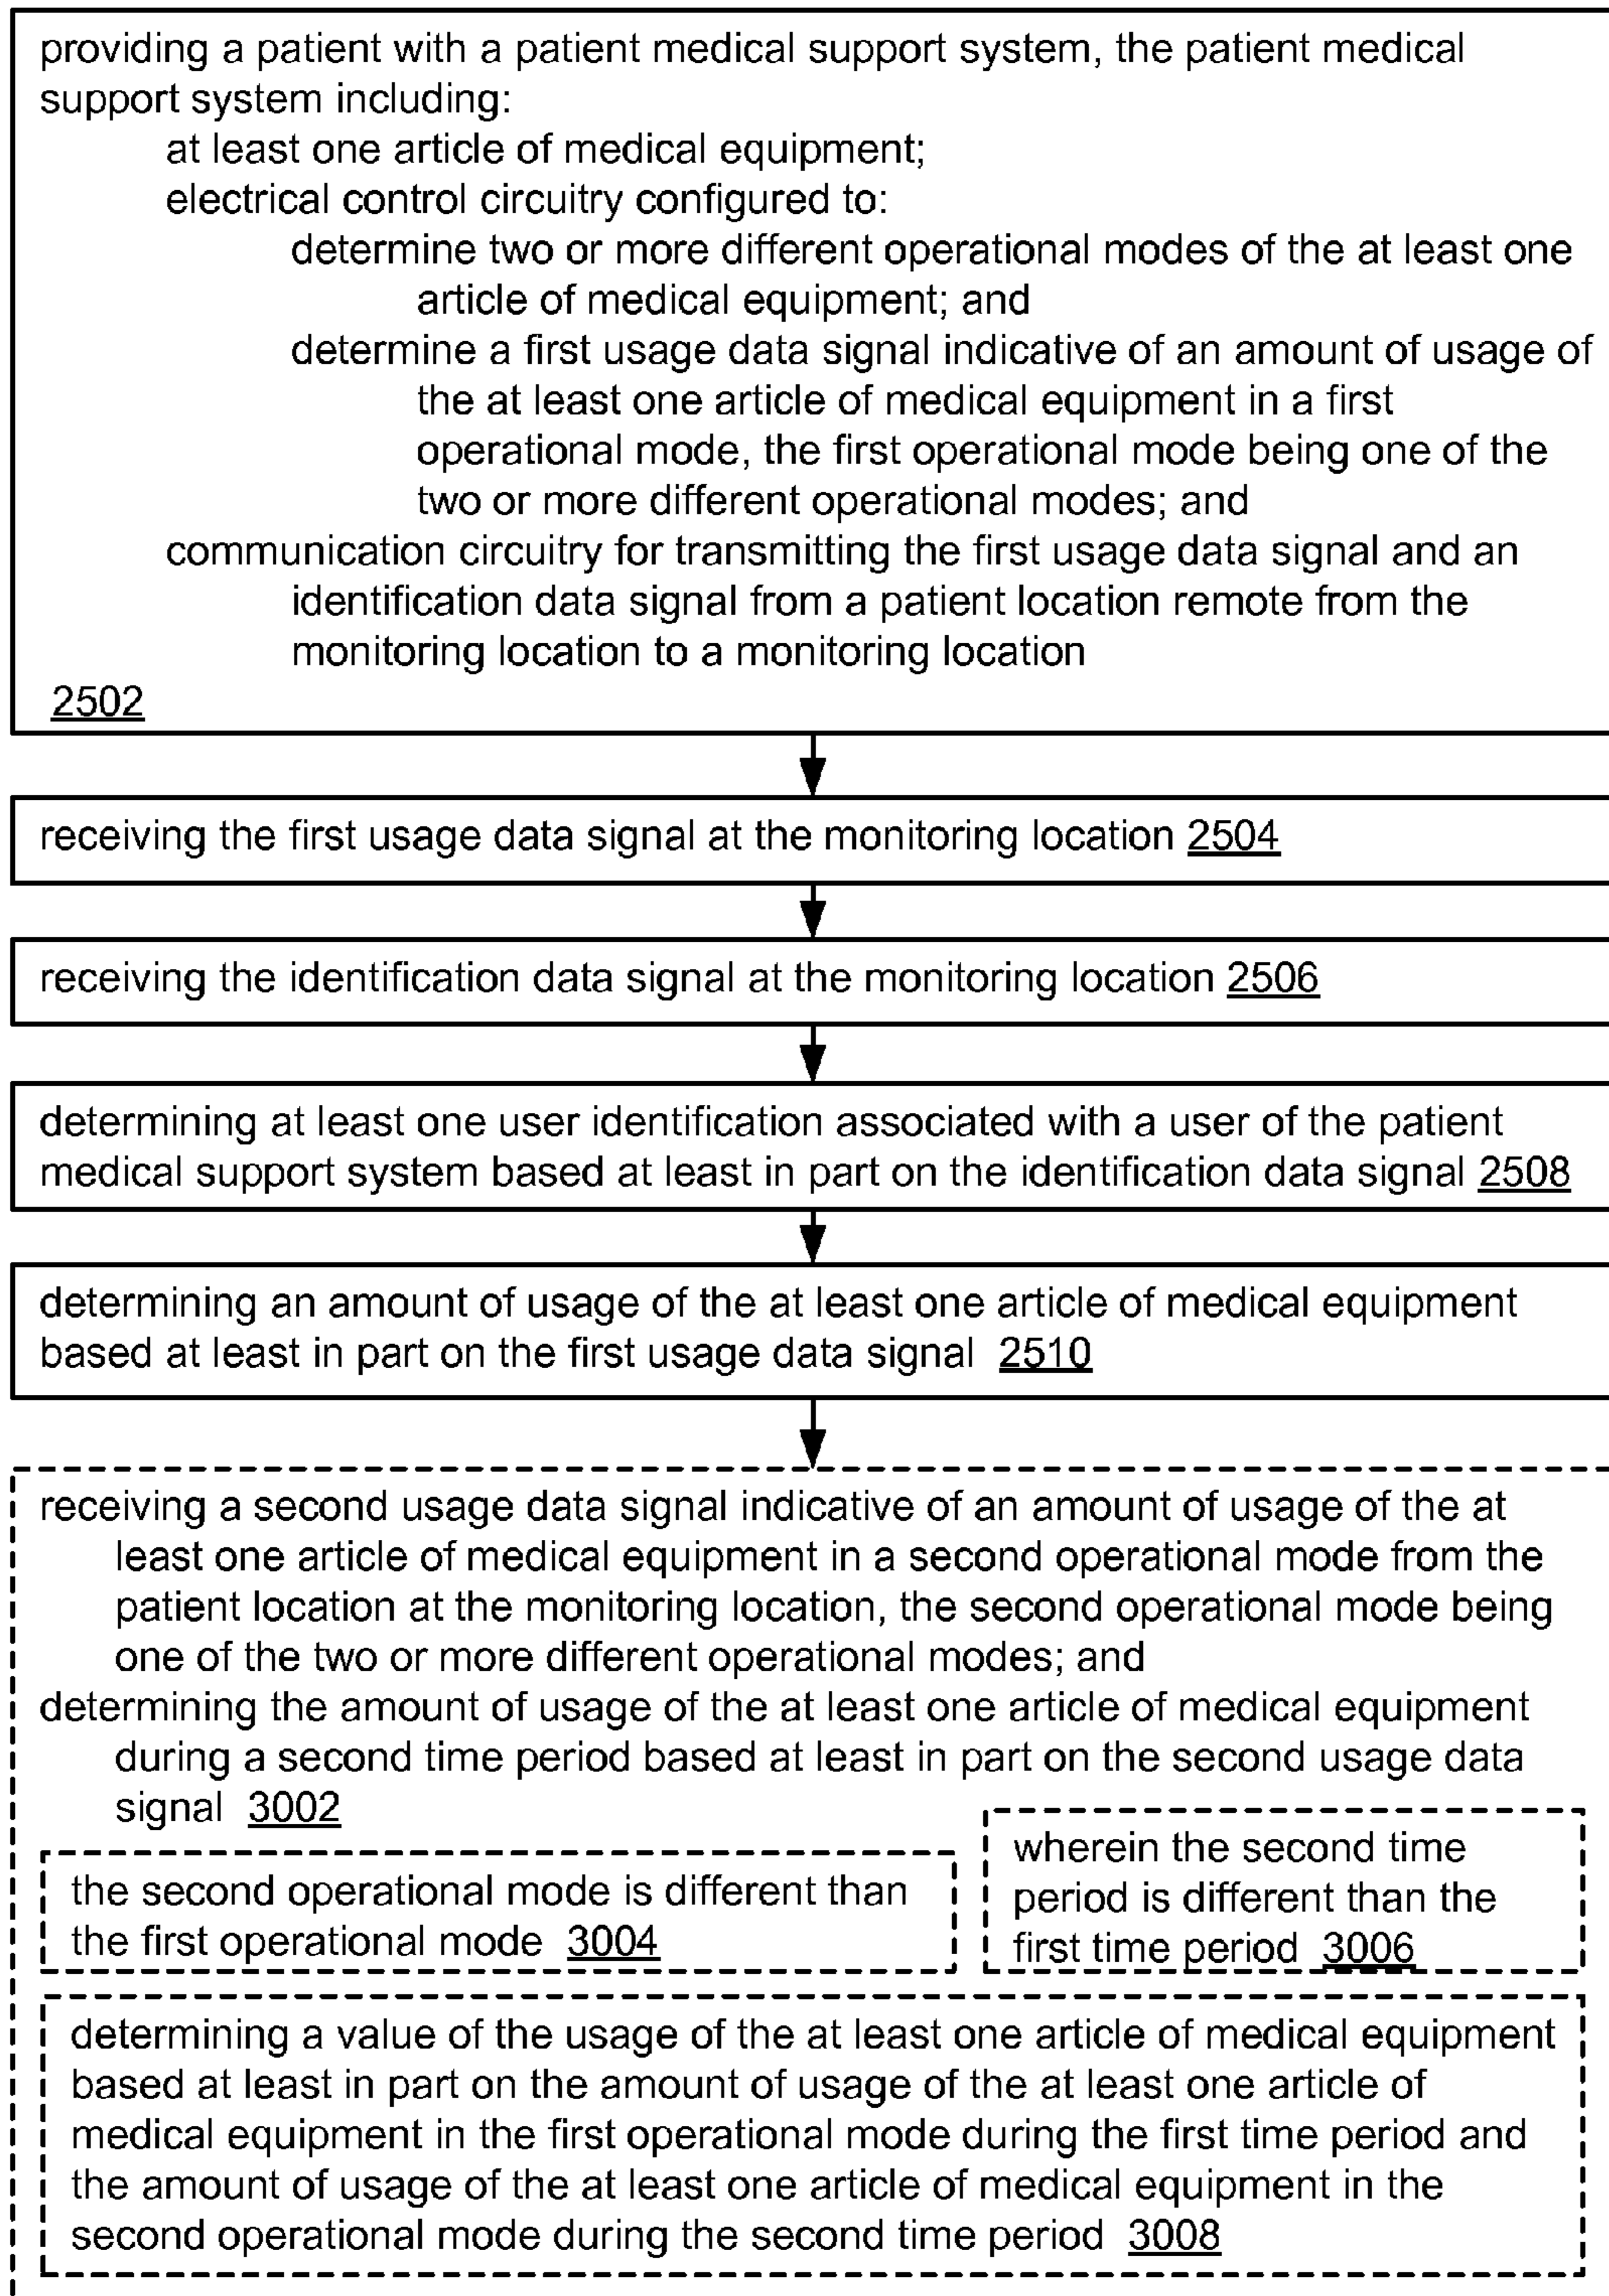 providing a patient with a patient medical support system, the patient medical
support system including:
at least one article of medical equipment;
electrical control circuitry configured to:
determine two or more different operational modes of the at least one
article of medical equipment; and
determine a first usage data signal indicative of an amount of usage of
the at least one article of medical equipment in a first
operational mode, the first operational mode being one of the
two or more different operational modes; and
communication circuitry for transmitting the first usage data signal and an
identification data signal from a patient location remote from the
monitoring location to a monitoring location
2502
receiving the first usage data signal at the monitoring location 2504
receiving the identification data signal at the monitoring location 2506
determining at least one user identification associated with a user of the patient
medical support system based at least in part on the identification data signal 2508
determining an amount of usage of the at least one article of medical equipment
based at least in part on the first usage data signal 2510
receiving a second usage data signal indicative of an amount of usage of the at
least one article of medical equipment in a second operational mode from the
patient location at the monitoring location, the second operational mode being
one of the two or more different operational modes; and
determining the amount of usage of the at least one article of medical equipment
during a second time period based at least in part on the second usage data
signal 3002
the second operational mode is different than
the first operational mode 3004
wherein the second time
period is different than the
first time period 3006
determining a value of the usage of the at least one article of medical equipment
based at least in part on the amount of usage of the at least one article of
medical equipment in the first operational mode during the first time period and
the amount of usage of the at least one article of medical equipment in the
second operational mode during the second time period 3008